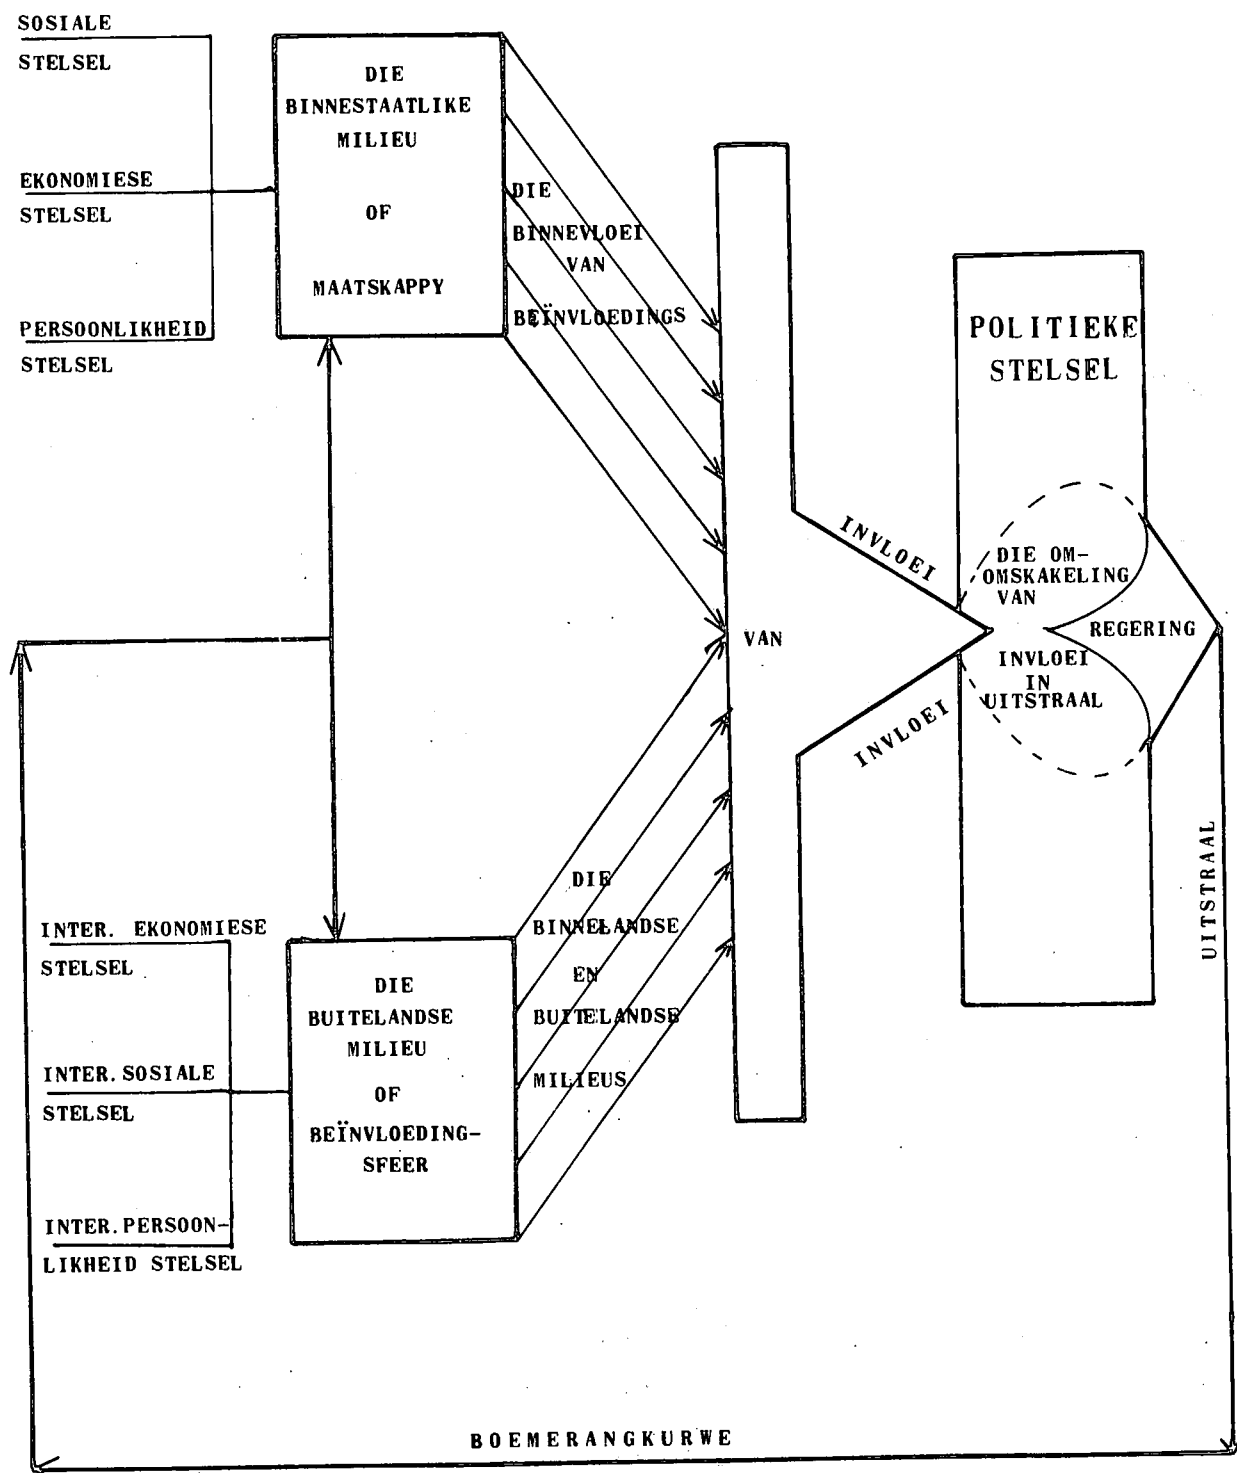 SOSIALE
STELSEL
EKONOMIESE
STELSEL
PERSOONLIKHEID
STELSEL
DIE
BINNESTAATLIKE
MILIEU
OF
MAATSKAPPY
DIE
BINNEVLOEI
VAN
BEÏNVLOEDINGS
VAN
DIE
BINNELANDSE
EN
BUITELANDSE
MILIEUS
INTER. EKONOMIESE
STELSEL
INTER. SOSIALE
STELSEL
INTER. PERSOON-
LIKHEID STELSEL
DIE
BUITELANDSE
MILIEU
OF
BEÏNVLOEDING-
SFEER
INVLOEI
INVLOEI
POLITIEKE
STELSEL
DIE OM-
OMSKAKELING
VAN
INVLOEI
IN
UITSTRAAL
REGERING
UITSTRAAL
BOEMERANGKURWE